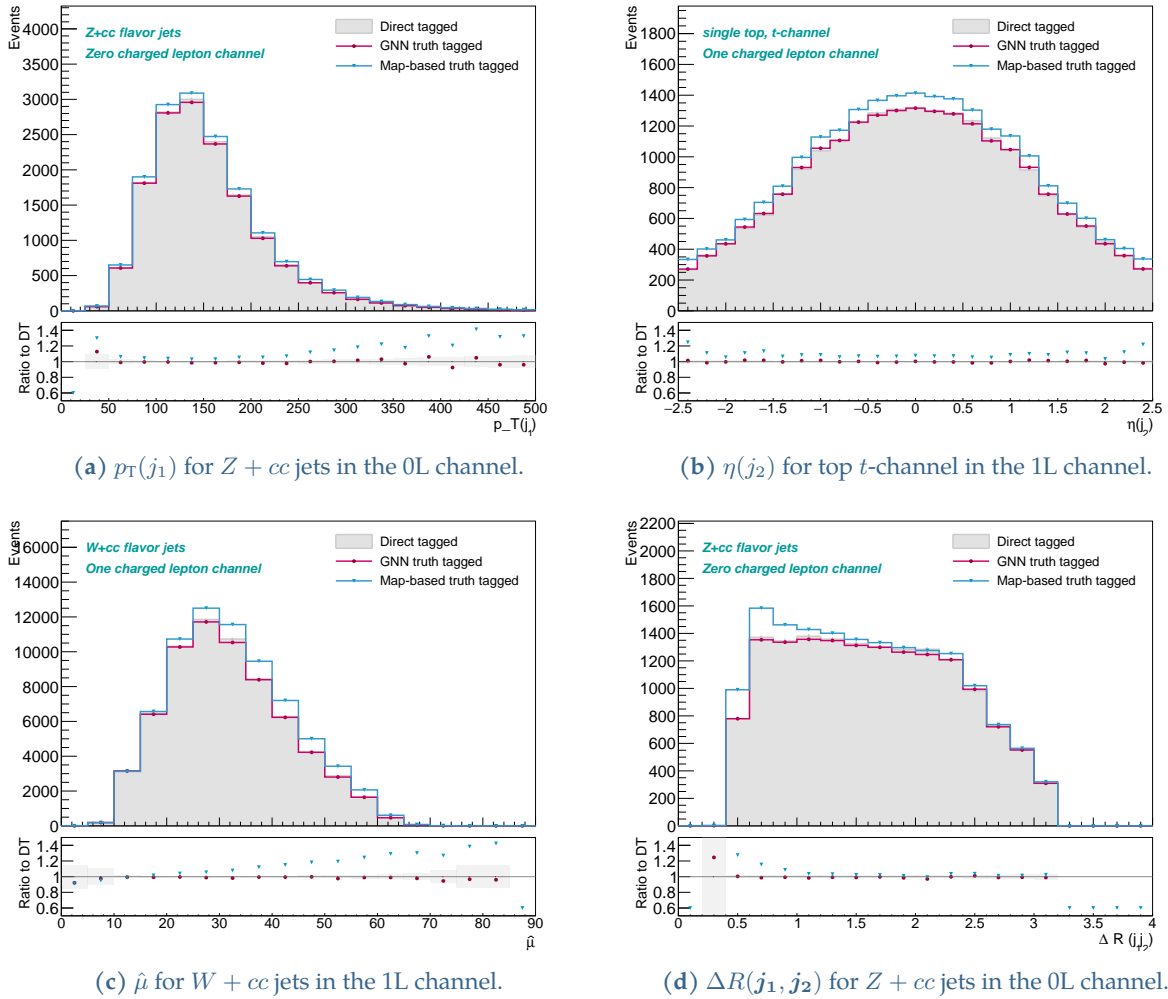 Events
4000
3500
3000
2500
2000
1500
1000
500
0
Z+cc flavor jets
Zero charged lepton channel
Direct tagged
GNN truth tagged
Map-based truth tagged
Ratio to DT
1.4
1.2
1
0.8
0.6
0 50 100 150 200 250 300 350 400 450 500
p_T(j1)
(a) pT(j1) for Z + cc jets in the 0L channel.
Events
1800
1600
1400
1200
1000
800
600
400
200
0
single top, t-channel
One charged lepton channel
Direct tagged
GNN truth tagged
Map-based truth tagged
Ratio to DT
1.4
1.2
1
0.8
0.6
−2.5 −2 −1.5 −1 −0.5 0 0.5 1 1.5 2 2.5
η(j2)
(b) η(j2) for top t-channel in the 1L channel.
Events
16000
14000
12000
10000
8000
6000
4000
2000
0
W+cc flavor jets
One charged lepton channel
Direct tagged
GNN truth tagged
Map-based truth tagged
Ratio to DT
1.4
1.2
1
0.8
0.6
0 10 20 30 40 50 60 70 80 90
μ̂
(c) μ̂ for W + cc jets in the 1L channel.
Events
2200
2000
1800
1600
1400
1200
1000
800
600
400
200
0
Z+cc flavor jets
Zero charged lepton channel
Direct tagged
GNN truth tagged
Map-based truth tagged
Ratio to DT
1.4
1.2
1
0.8
0.6
0 0.5 1 1.5 2 2.5 3 3.5 4
Δ R (j1j2)
(d) ΔR(j1, j2) for Z + cc jets in the 0L channel.